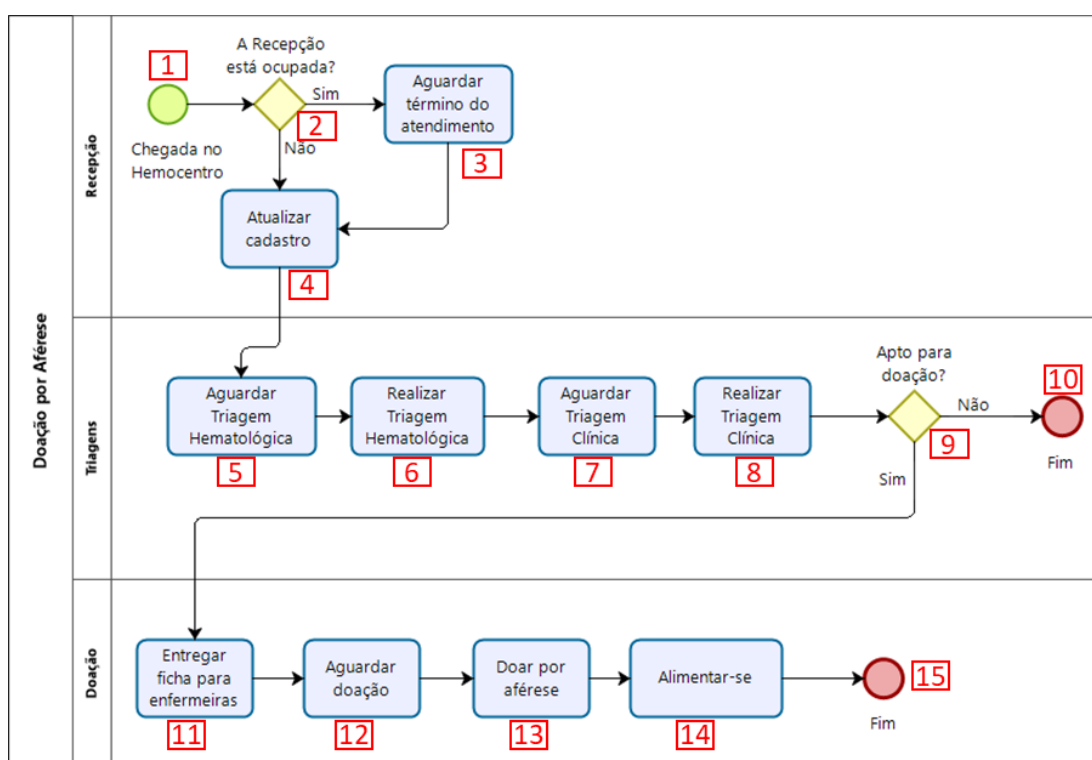 Doação por Aférese
Recepção
1
Chegada no
Hemocentro
A Recepção
está ocupada?
2
Sim
Não
Aguardar
término do
atendimento
3
Atualizar
cadastro
4
Triagens
Aguardar
Triagem
Hematológica
5
Realizar
Triagem
Hematológica
6
Aguardar
Triagem
Clínica
7
Realizar
Triagem
Clínica
8
Apto para
doação?
9
Não
Sim
10
Fim
Doação
Entregar
ficha para
enfermeiras
11
Aguardar
doação
12
Doar por
aférese
13
Alimentar-se
14
15
Fim